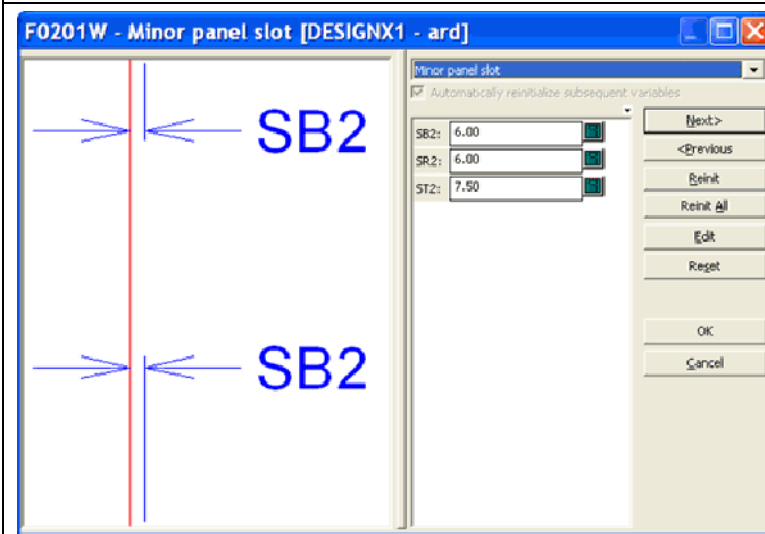 F0201W - Minor panel slot [DESIGNX1 - ard]
SB2
SB2
Minor panel slot
Automatically reinitialize subsequent variables
SB2: 6.00
SR2: 6.00
ST2: 7.50
Next>
<Previous
Reinit
Reinit All
Edit
Reset
OK
Cancel